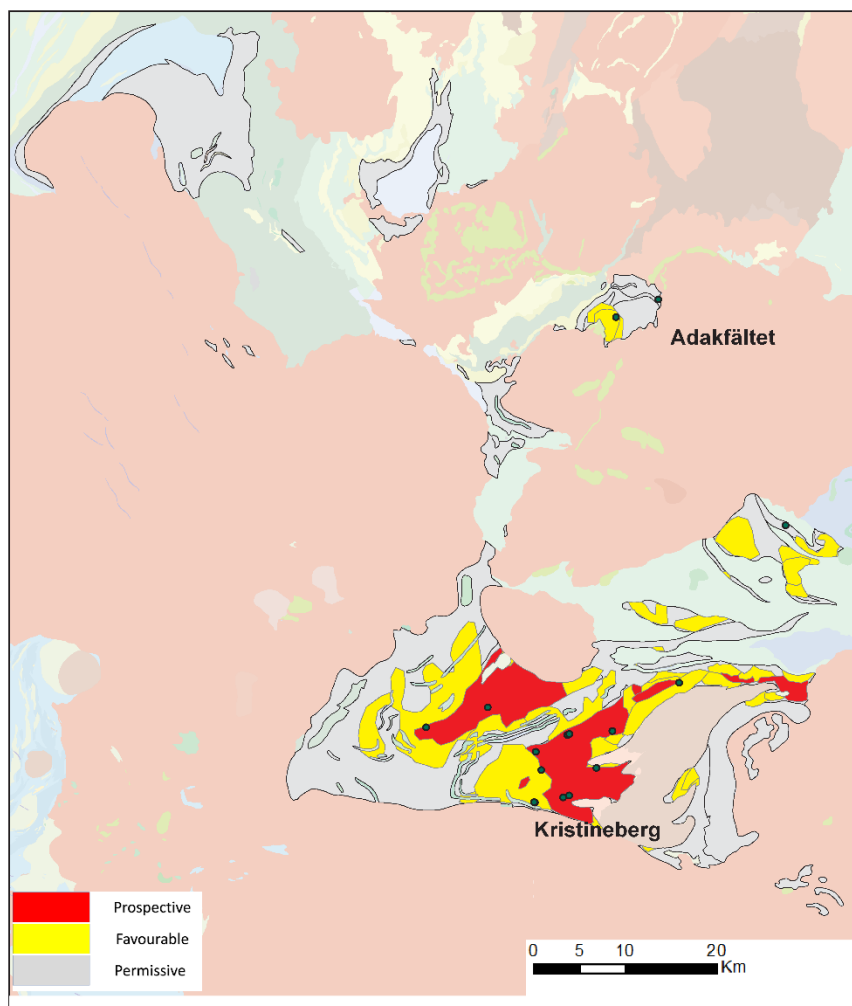 Adakfältet
Kristineberg
Prospective
Favourable
Permissive
0 5 10 20
Km